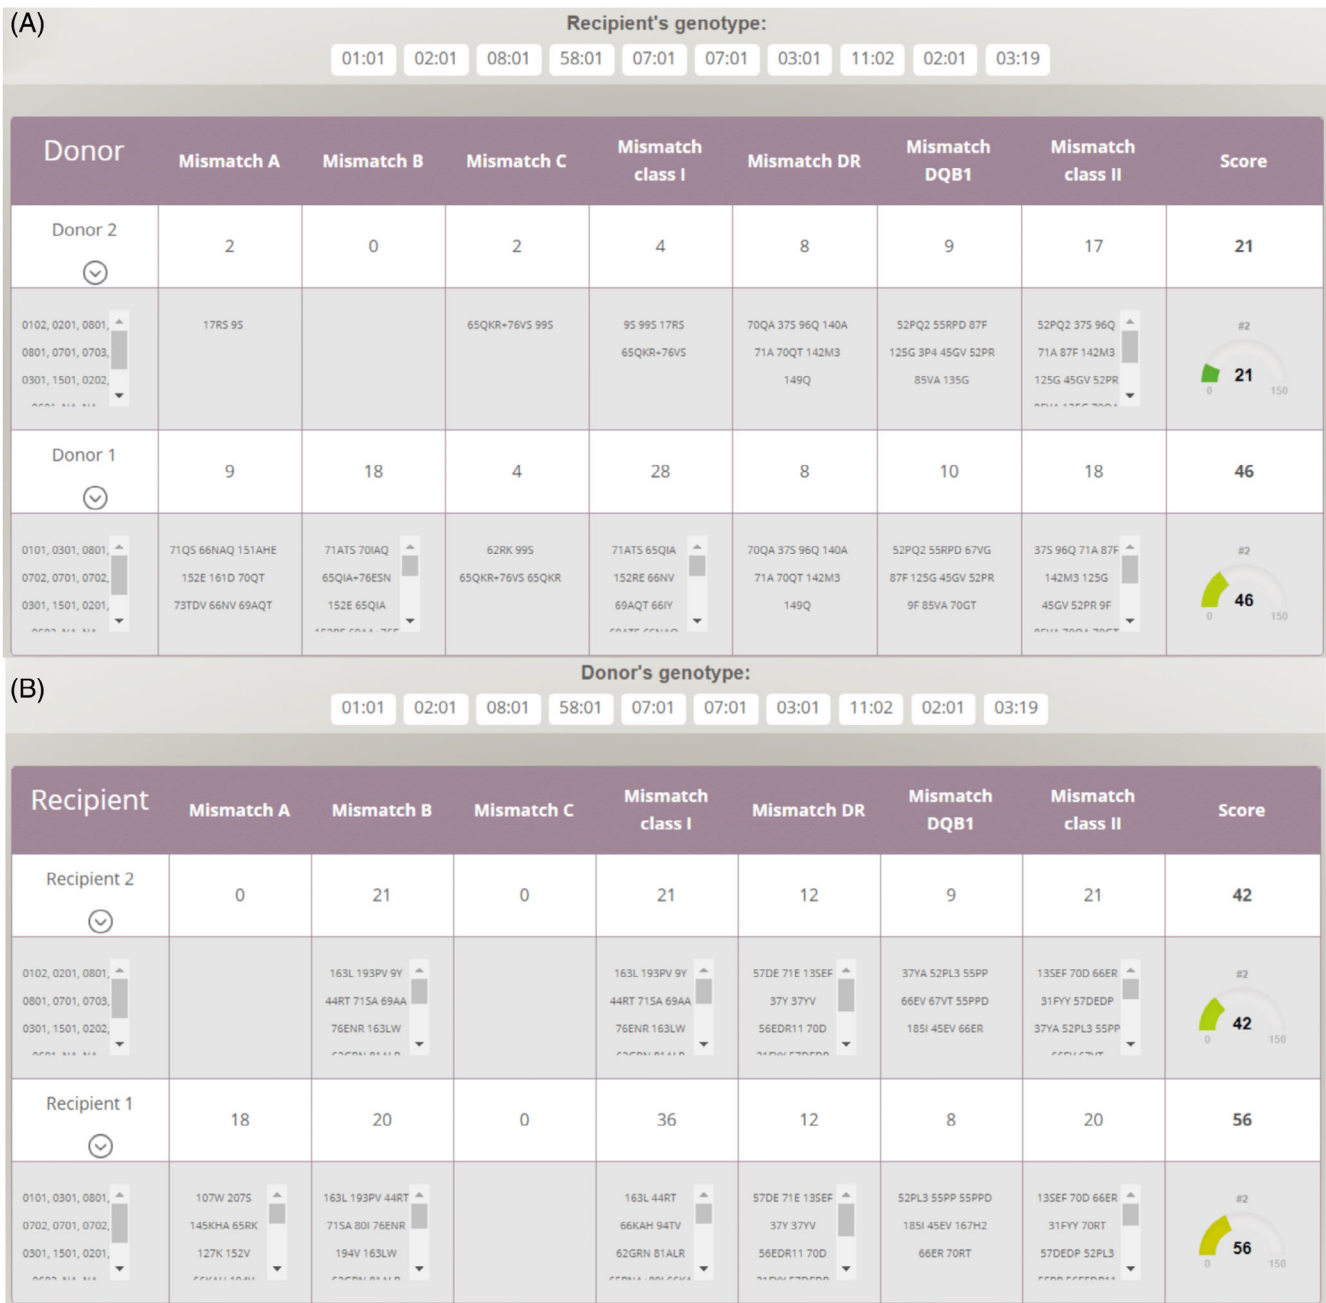 (A)
Recipient's genotype:
01:01 02:01 08:01 58:01 07:01 07:01 03:01 11:02 02:01 03:19
Donor Mismatch A Mismatch B Mismatch C Mismatch class I Mismatch DR Mismatch DQB1 Mismatch class II Score
Donor 2 2 0 2 4 8 9 17 21
0102, 0201, 0801, 17RS 9S 65QKR+76VS 99S 9S 99S 17RS 70QA 37S 96Q 140A 52PQ2 55RPD 87F 52PQ2 37S 96Q #2
0801, 0701, 0703, 65QKR+76VS 71A 70QT 142M3 125G 3P4 45GV 52PR 71A 87F 142M3 21
0301, 1501, 0202, 149Q 85VA 135G 125G 45GV 52PR 0 150
Donor 1 9 18 4 28 8 10 18 46
0101, 0301, 0801, 71QS 66NAQ 151AHE 71ATS 70IAQ 62RK 99S 71ATS 65QIA 70QA 37S 96Q 140A 52PQ2 55RPD 67VG 37S 96Q 71A 87F #2
0702, 0701, 0702, 152E 161D 70QT 65QIA+76ESN 65QKR+76VS 65QKR 152RE 66NV 71A 70QT 142M3 87F 125G 45GV 52PR 142M3 125G 46
0301, 1501, 0201, 73TDV 66NV 69AQT 152E 65QIA 69AQT 66IY 149Q 9F 85VA 70GT 45GV 52PR 9F 0 150
(B)
Donor's genotype:
01:01 02:01 08:01 58:01 07:01 07:01 03:01 11:02 02:01 03:19
Recipient Mismatch A Mismatch B Mismatch C Mismatch class I Mismatch DR Mismatch DQB1 Mismatch class II Score
Recipient 2 0 21 0 21 12 9 21 42
0102, 0201, 0801, 163L 193PV 9Y 163L 193PV 9Y 57DE 71E 13SEF 37YA 52PL3 55PP 13SEF 70D 66ER #2
0801, 0701, 0703, 44RT 71SA 69AA 44RT 71SA 69AA 37Y 37YV 66EV 67VT 55PPD 31FYY 57DEDP 42
0301, 1501, 0202, 76ENR 163LW 76ENR 163LW 56EDR11 70D 185I 45EV 66ER 37YA 52PL3 55PP 0 150
Recipient 1 18 20 0 36 12 8 20 56
0101, 0301, 0801, 107W 207S 163L 193PV 44RT 163L 44RT 57DE 71E 13SEF 52PL3 55PP 55PPD 13SEF 70D 66ER #2
0702, 0701, 0702, 145KHA 65RK 71SA 80I 76ENR 66KAH 94TV 37Y 37YV 185I 45EV 167H2 31FYY 70RT 56
0301, 1501, 0201, 127K 152V 194V 163LW 62GRN 81ALR 56EDR11 70D 66ER 70RT 57DEDP 52PL3 0 150